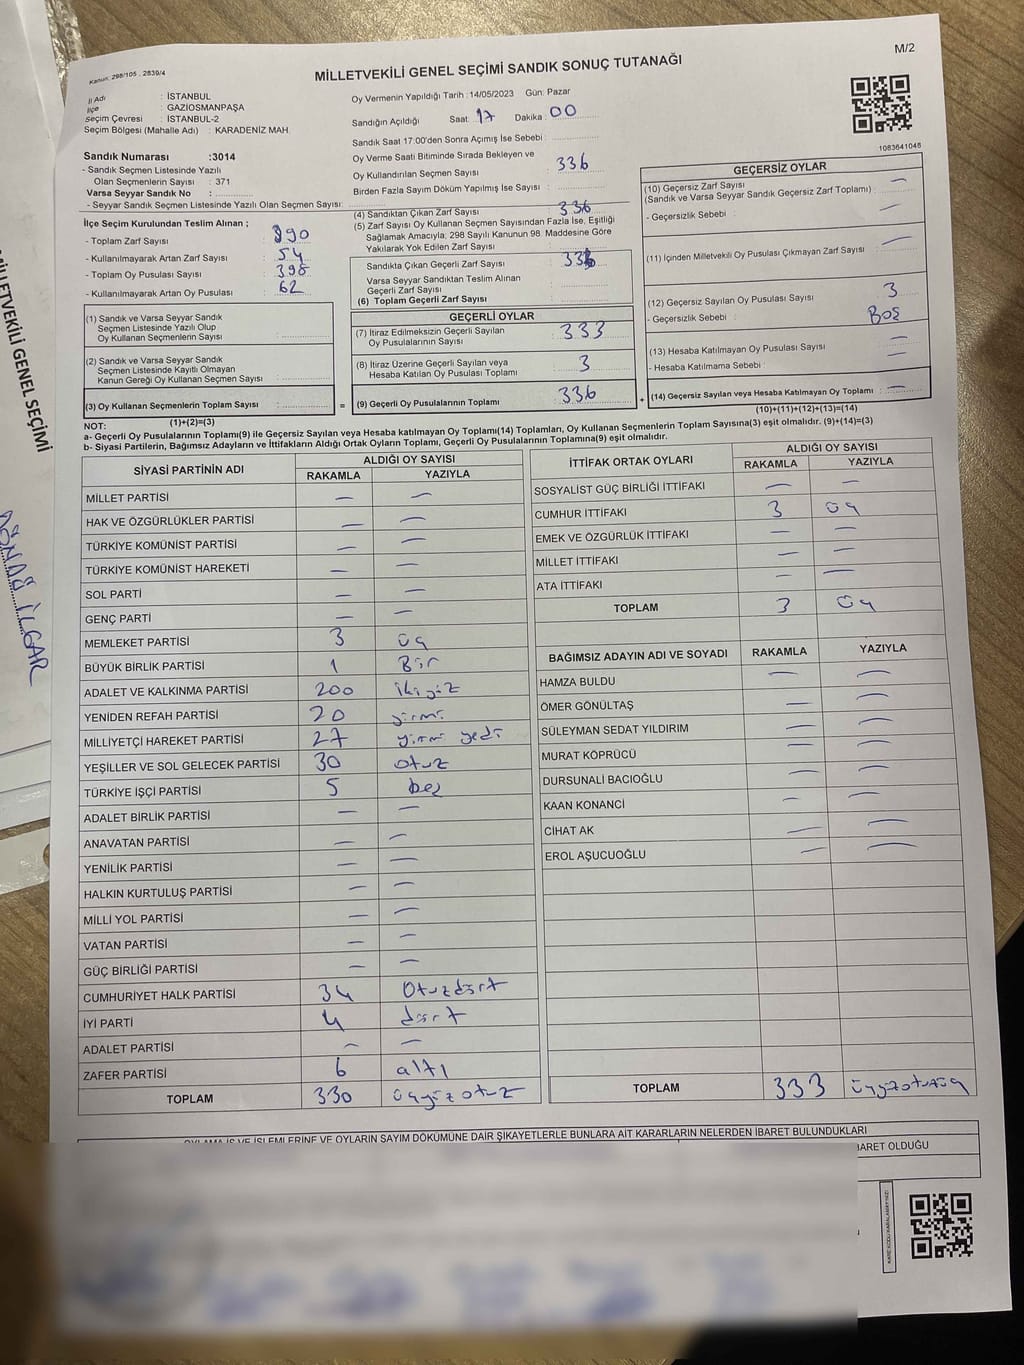 Kanun: 298/105 , 2839/4
M/2
MİLLETVEKİLİ GENEL SEÇİMİ SANDIK SONUÇ TUTANAĞI
İl Adı : İSTANBUL
İlçe : GAZİOSMANPAŞA
Seçim Çevresi : İSTANBUL-2
Seçim Bölgesi (Mahalle Adı) : KARADENİZ MAH.
Oy Vermenin Yapıldığı Tarih :14/05/2023 Gün: Pazar
Sandığın Açıldığı Saat: 17 Dakika: 00
Sandık Saat 17:00'den Sonra Açımış İse Sebebi :
Oy Verme Saati Bitiminde Sırada Bekleyen ve
Oy Kullandırılan Seçmen Sayısı : 336
Birden Fazla Sayım Döküm Yapılmış İse Sayısı :
1083641046
Sandık Numarası :3014
- Sandık Seçmen Listesinde Yazılı
Olan Seçmenlerin Sayısı : 371
Varsa Seyyar Sandık No :
- Seyyar Sandık Seçmen Listesinde Yazılı Olan Seçmen Sayısı:
İlçe Seçim Kurulundan Teslim Alınan ;
- Toplam Zarf Sayısı : 390
- Kullanılmayarak Artan Zarf Sayısı : 54
- Toplam Oy Pusulası Sayısı : 398
- Kullanılmayarak Artan Oy Pusulası : 62
(1) Sandık ve Varsa Seyyar Sandık
Seçmen Listesinde Yazılı Olup
Oy Kullanan Seçmenlerin Sayısı :
(2) Sandık ve Varsa Seyyar Sandık
Seçmen Listesinde Kayıtlı Olmayan
Kanun Gereği Oy Kullanan Seçmen Sayısı :
(3) Oy Kullanan Seçmenlerin Toplam Sayısı :
(1)+(2)=(3)
(4) Sandıktan Çıkan Zarf Sayısı : 336
(5) Zarf Sayısı Oy Kullanan Seçmen Sayısından Fazla İse, Eşitliği
Sağlamak Amacıyla; 298 Sayılı Kanunun 98. Maddesine Göre
Yakılarak Yok Edilen Zarf Sayısı :
Sandıkta Çıkan Geçerli Zarf Sayısı : 336
Varsa Seyyar Sandıktan Teslim Alınan
Geçerli Zarf Sayısı :
(6) Toplam Geçerli Zarf Sayısı :
GEÇERLİ OYLAR
(7) İtiraz Edilmeksizin Geçerli Sayılan
Oy Pusulalarının Sayısı : 333
(8) İtiraz Üzerine Geçerli Sayılan veya
Hesaba Katılan Oy Pusulası Toplamı : 3
= (9) Geçerli Oy Pusulalarının Toplamı : 336
GEÇERSİZ OYLAR
(10) Geçersiz Zarf Sayısı : —
(Sandık ve Varsa Seyyar Sandık Geçersiz Zarf Toplamı)
- Geçersizlik Sebebi : —
(11) İçinden Milletvekili Oy Pusulası Çıkmayan Zarf Sayısı : —
(12) Geçersiz Sayılan Oy Pusulası Sayısı : 3
- Geçersizlik Sebebi : BOŞ
(13) Hesaba Katılmayan Oy Pusulası Sayısı : —
- Hesaba Katılmama Sebebi : —
+ (14) Geçersiz Sayılan veya Hesaba Katılmayan Oy Toplamı : —
(10)+(11)+(12)+(13)=(14)
NOT:
a- Geçerli Oy Pusulalarının Toplamı(9) ile Geçersiz Sayılan veya Hesaba katılmayan Oy Toplamı(14) Toplamları, Oy Kullanan Seçmenlerin Toplam Sayısına(3) eşit olmalıdır. (9)+(14)=(3)
b- Siyasi Partilerin, Bağımsız Adayların ve İttifakların Aldığı Ortak Oyların Toplamı, Geçerli Oy Pusulalarının Toplamına(9) eşit olmalıdır.
SİYASİ PARTİNİN ADI ALDIĞI OY SAYISI
RAKAMLA YAZIYLA
MİLLET PARTİSİ — —
HAK VE ÖZGÜRLÜKLER PARTİSİ — —
TÜRKİYE KOMÜNİST PARTİSİ — —
TÜRKİYE KOMÜNİST HAREKETİ — —
SOL PARTİ — —
GENÇ PARTİ — —
MEMLEKET PARTİSİ 3 üç
BÜYÜK BİRLİK PARTİSİ 1 Bir
ADALET VE KALKINMA PARTİSİ 200 ikiyüz
YENİDEN REFAH PARTİSİ 20 yirmi
MİLLİYETÇİ HAREKET PARTİSİ 27 yirmi yedi
YEŞİLLER VE SOL GELECEK PARTİSİ 30 otuz
TÜRKİYE İŞÇİ PARTİSİ 5 beş
ADALET BİRLİK PARTİSİ — —
ANAVATAN PARTİSİ — —
YENİLİK PARTİSİ — —
HALKIN KURTULUŞ PARTİSİ — —
MİLLİ YOL PARTİSİ — —
VATAN PARTİSİ — —
GÜÇ BİRLİĞİ PARTİSİ — —
CUMHURİYET HALK PARTİSİ 34 Otuzdört
İYİ PARTİ 4 dört
ADALET PARTİSİ — —
ZAFER PARTİSİ 6 altı
TOPLAM 330 üçyüz otuz
İTTİFAK ORTAK OYLARI ALDIĞI OY SAYISI
RAKAMLA YAZIYLA
SOSYALİST GÜÇ BİRLİĞİ İTTİFAKI — —
CUMHUR İTTİFAKI 3 üç
EMEK VE ÖZGÜRLÜK İTTİFAKI — —
MİLLET İTTİFAKI — —
ATA İTTİFAKI — —
TOPLAM 3 üç
BAĞIMSIZ ADAYIN ADI VE SOYADI RAKAMLA YAZIYLA
HAMZA BULDU — —
ÖMER GÖNÜLTAŞ — —
SÜLEYMAN SEDAT YILDIRIM — —
MURAT KÖPRÜCÜ — —
DURSUNALİ BACIOĞLU — —
KAAN KONANCİ — —
CİHAT AK — —
EROL AŞUCUOĞLU — —
TOPLAM 333 üçyüzotuzüç
OYLAMA İŞ VE İŞLEMLERİNE VE OYLARIN SAYIM DÖKÜMÜNE DAİR ŞİKAYETLERLE BUNLARA AİT KARARLARIN NELERDEN İBARET BULUNDUKLARI
BARET OLDUĞU
MİLLETVEKİLİ GENEL SEÇİMİ
İLGAR